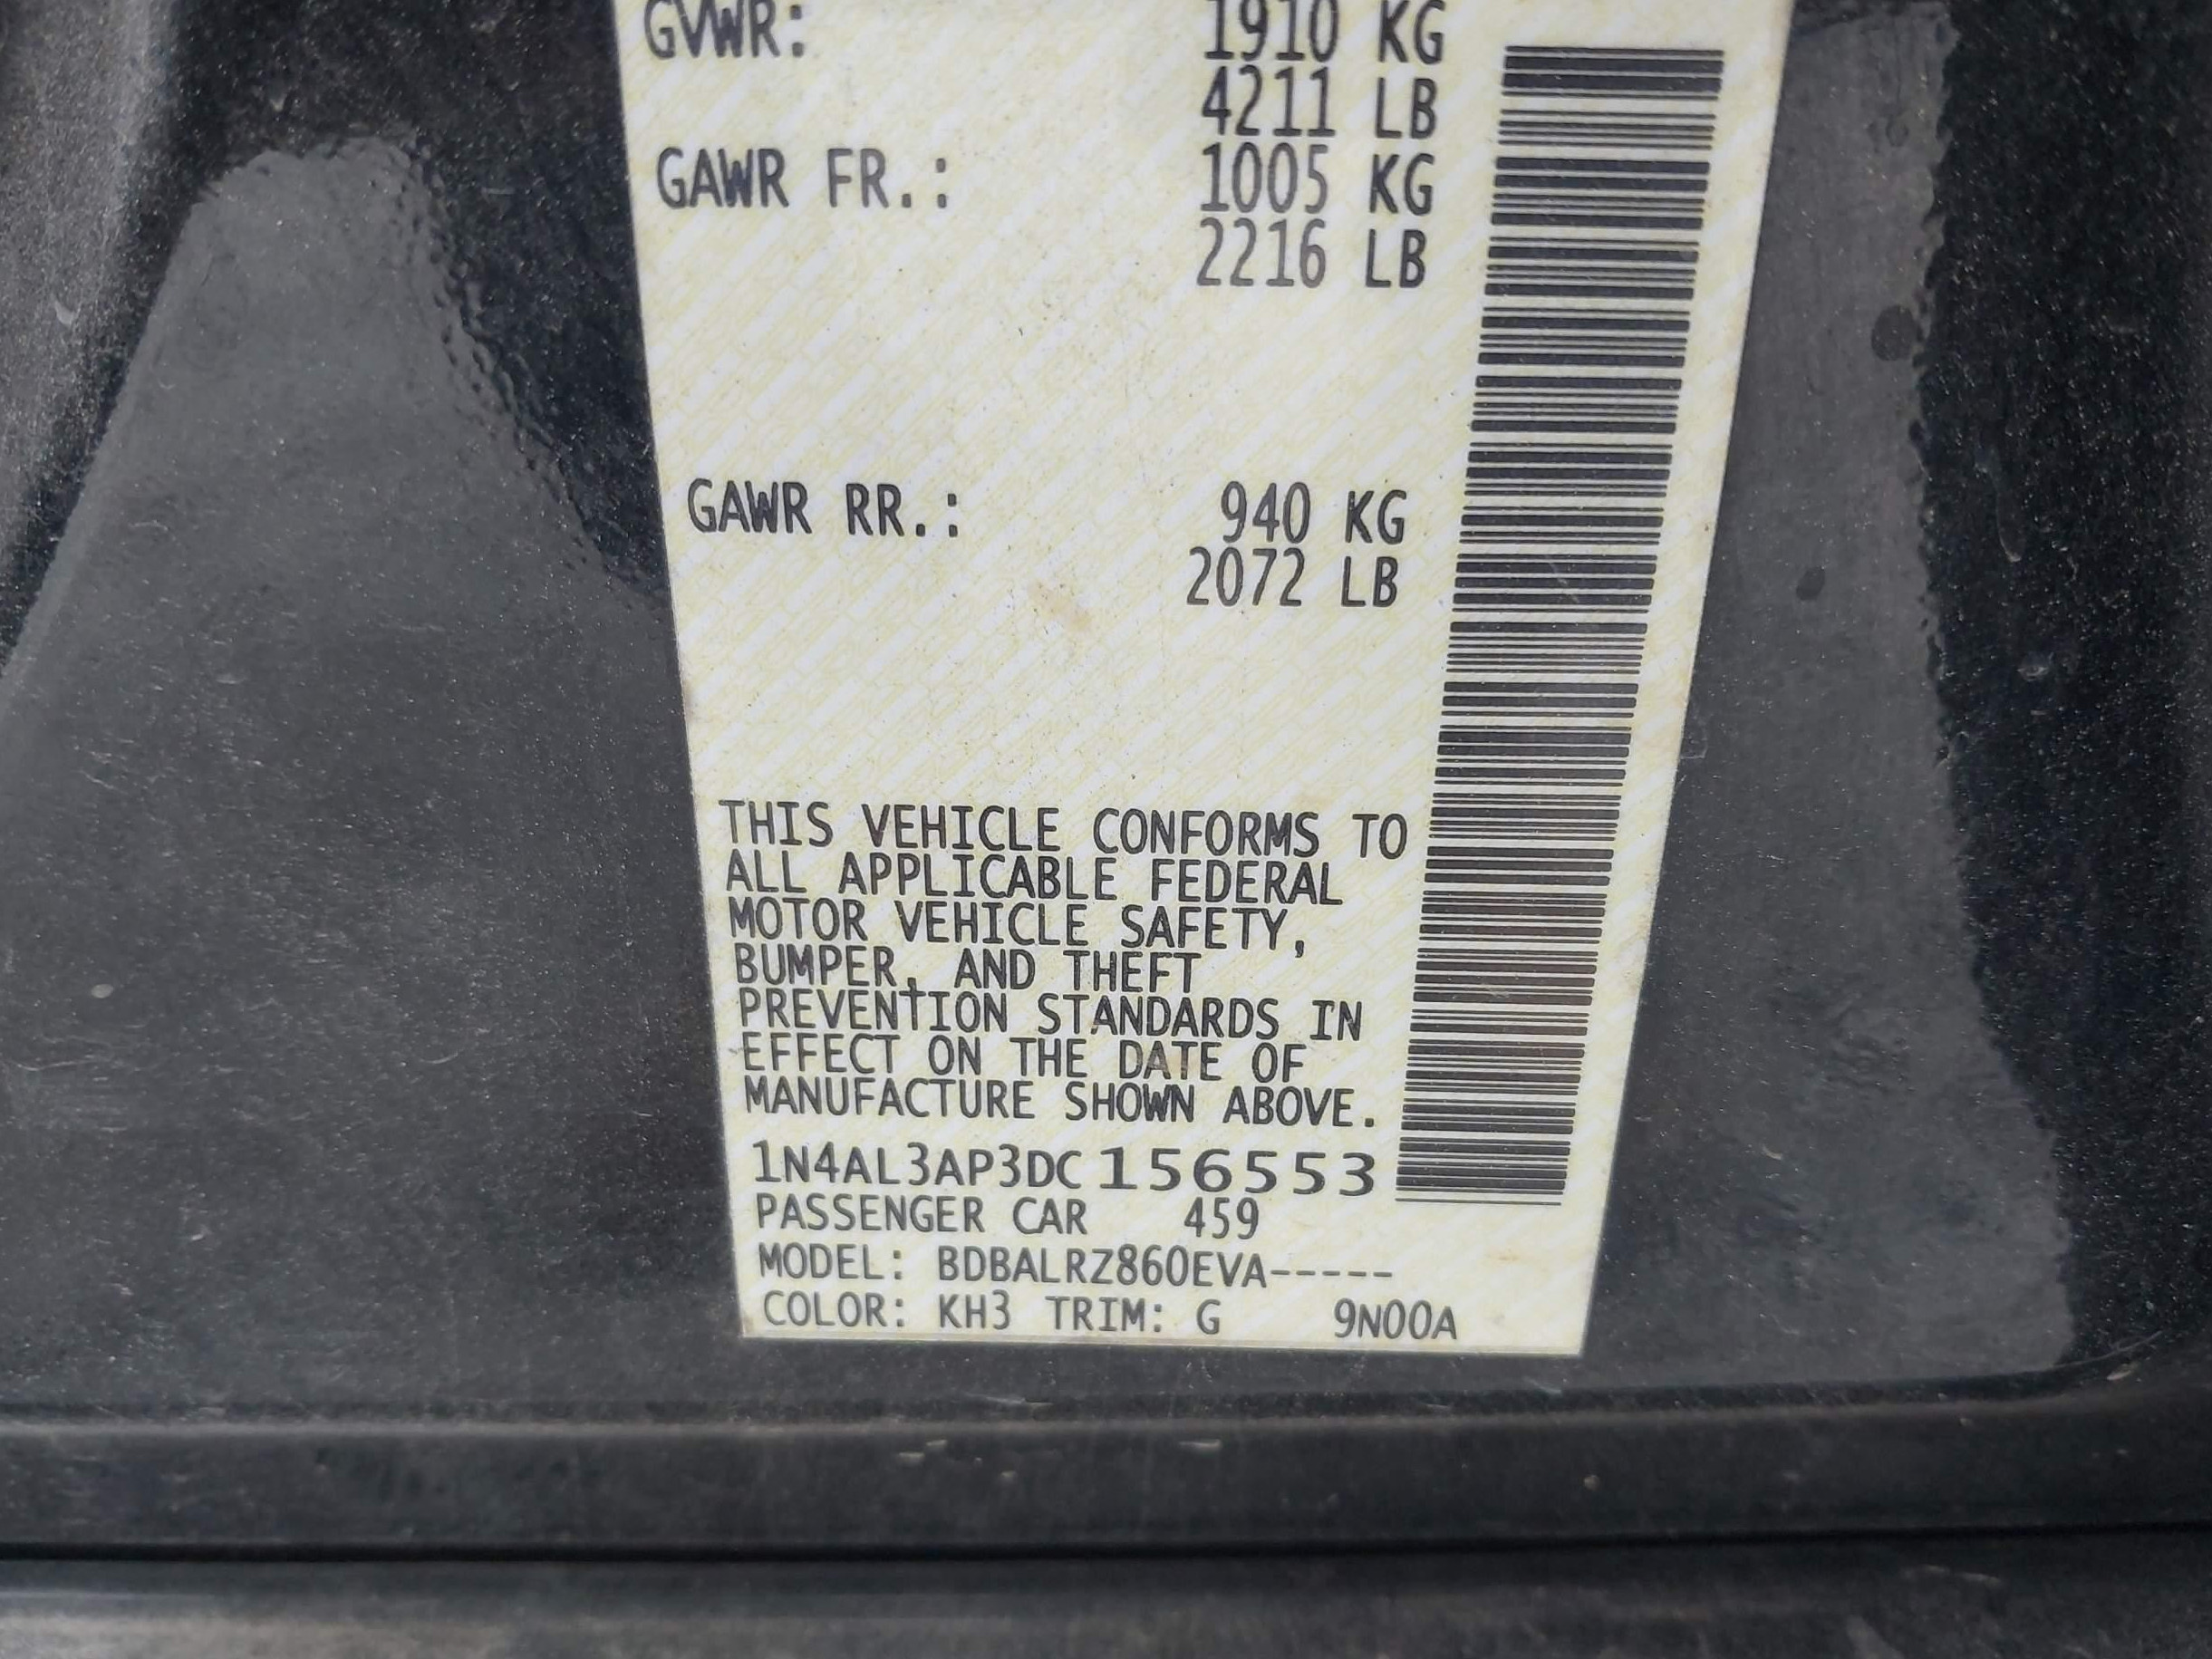 GVWR: 1910 KG
4211 LB
GAWR FR.: 1005 KG
2216 LB
GAWR RR.: 940 KG
2072 LB
THIS VEHICLE CONFORMS TO
ALL APPLICABLE FEDERAL
MOTOR VEHICLE SAFETY,
BUMPER, AND THEFT
PREVENTION STANDARDS IN
EFFECT ON THE DATE OF
MANUFACTURE SHOWN ABOVE.
1N4AL3AP3DC156553
PASSENGER CAR 459
MODEL: BDBALRZ860EVA-----
COLOR: KH3 TRIM: G 9N00A